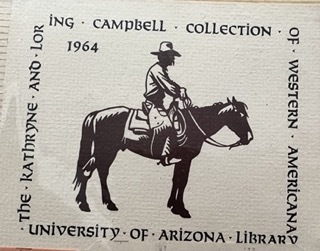 The · Kathryne · And · Lor
ing · Campbell · Collection ·
of · Western · Americana
· University · of · Arizona · Library
1964